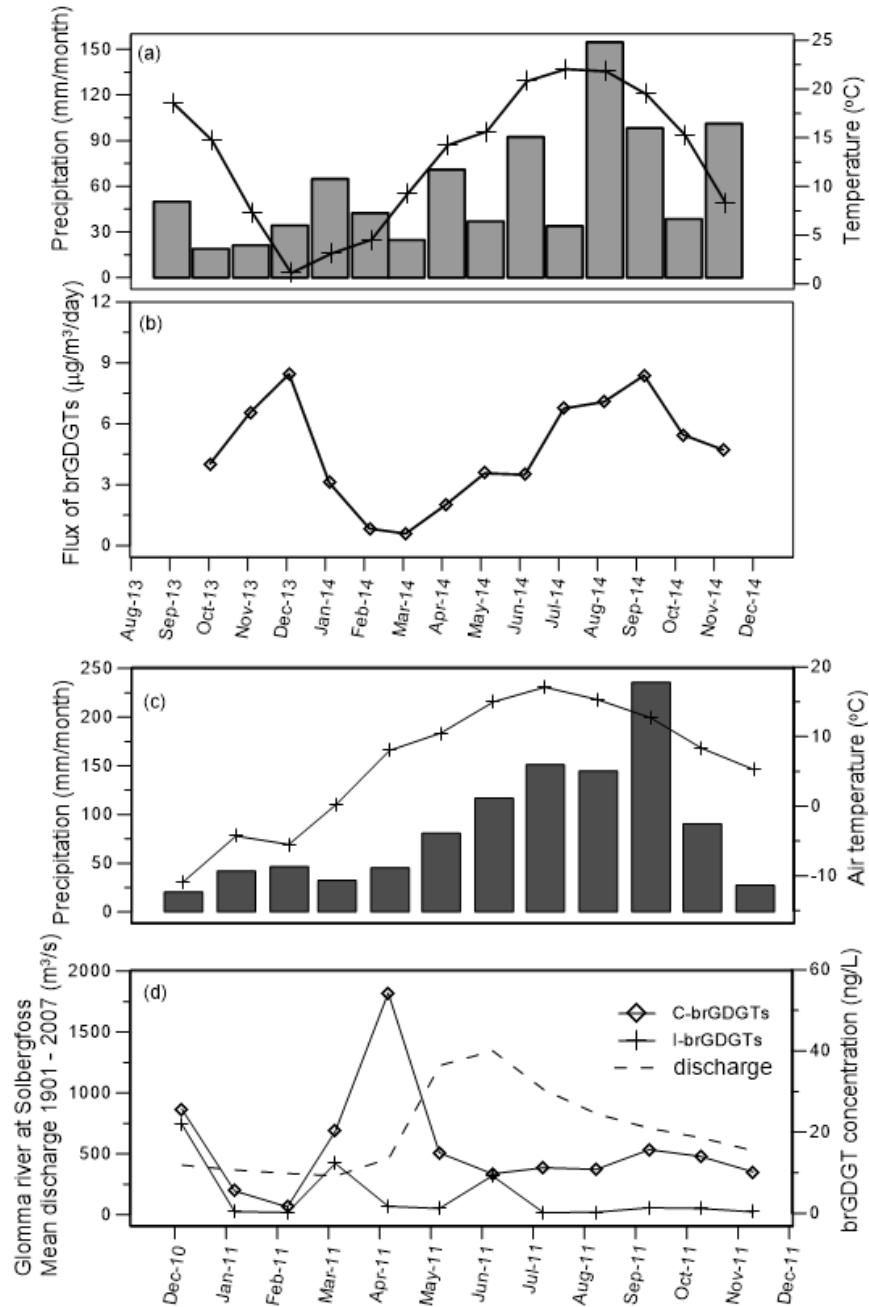 (a)
Precipitation (mm/month)
150
120
90
60
30
0
25
20
15
10
5
0
Temperature (ºC)
(b)
Flux of brGDGTs (µg/m³/day)
12
9
6
3
0
Aug-13
Sep-13
Oct-13
Nov-13
Dec-13
Jan-14
Feb-14
Mar-14
Apr-14
May-14
Jun-14
Jul-14
Aug-14
Sep-14
Oct-14
Nov-14
Dec-14
(c)
Precipitation (mm/month)
250
200
150
100
50
0
20
10
0
-10
Air temperature (ºC)
(d)
Glomma river at Solbergfoss
Mean discharge 1901 - 2007 (m³/s)
2000
1500
1000
500
0
C-brGDGTs
I-brGDGTs
discharge
60
40
20
0
brGDGT concentration (ng/L)
Dec-10
Jan-11
Feb-11
Mar-11
Apr-11
May-11
Jun-11
Jul-11
Aug-11
Sep-11
Oct-11
Nov-11
Dec-11